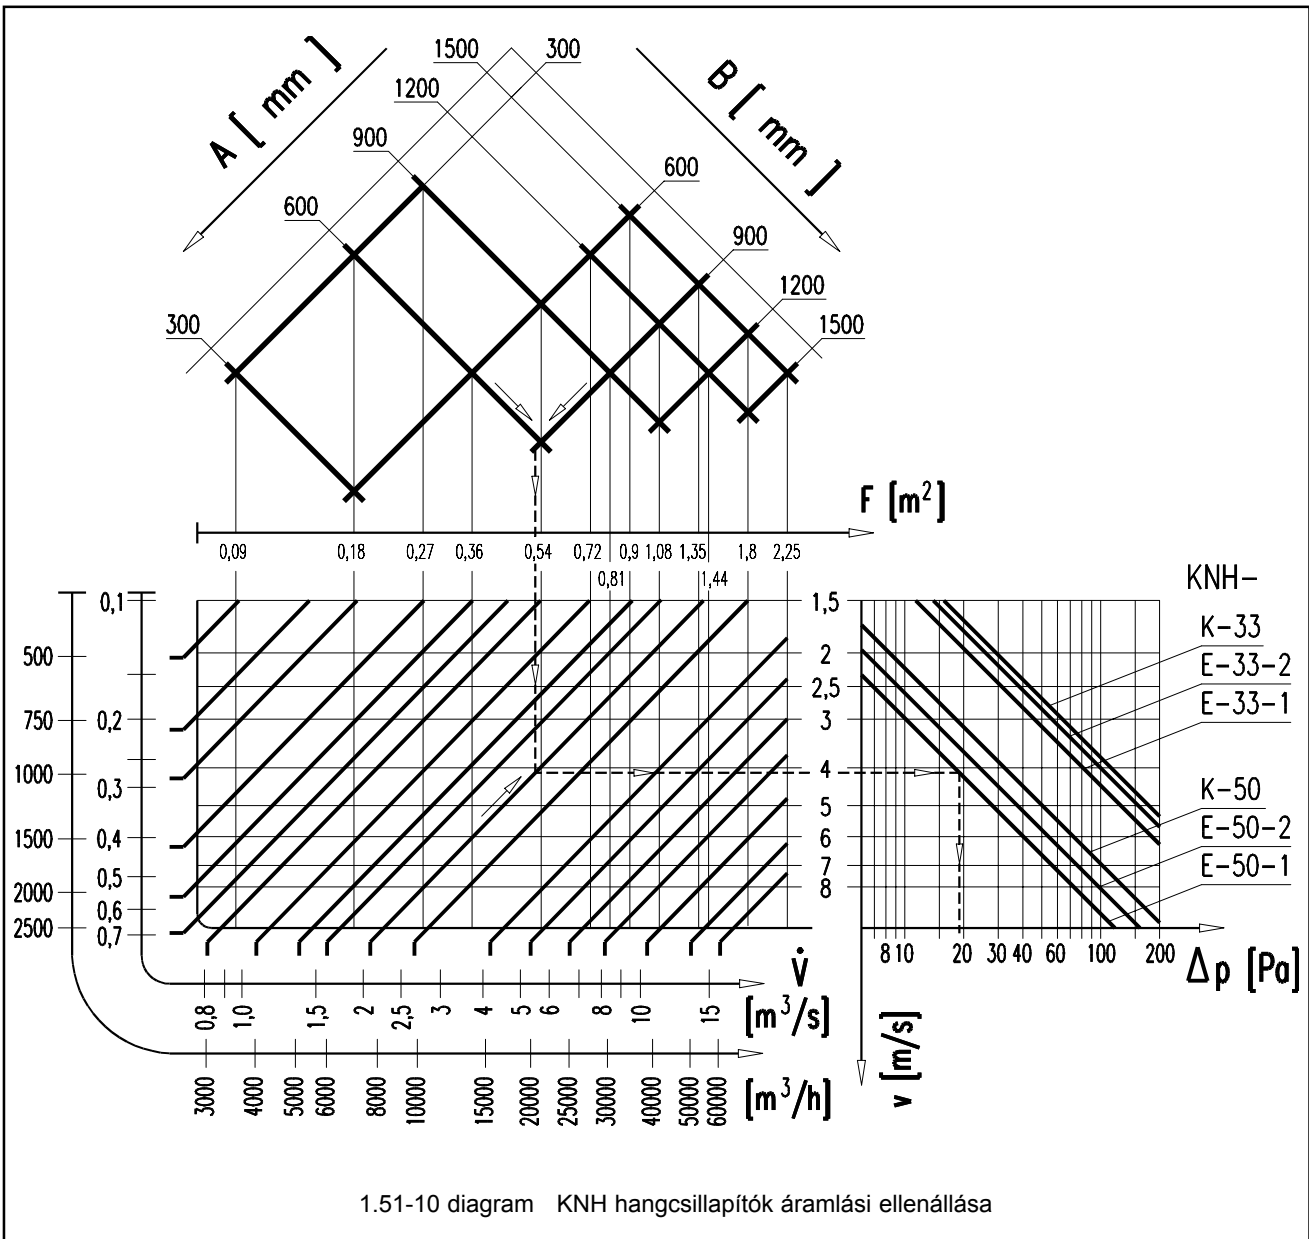 A [ mm ]
B [ mm ]
1500
300
1200
900
600
600
900
300
1200
1500
F [m²]
0,09 0,18 0,27 0,36 0,54 0,72 0,9 1,08 1,35 1,8 2,25
0,81 1,44
KNH-
0,1
1,5
K-33
500
2
E-33-2
2,5
E-33-1
750
0,2
3
1000
4
0,3
K-50
5
1500
0,4
6
E-50-2
0,5
7
E-50-1
2000
8
0,6
2500
0,7
8 10 20 30 40 60 100 200
Δp [Pa]
V̇
0,8 1,0 1,5 2 2,5 3 4 5 6 8 10 15
[m³/s]
v [m/s]
3000 4000 5000 6000 8000 10000 15000 20000 25000 30000 40000 50000 60000
[m³/h]
1.51-10 diagram KNH hangcsillapítók áramlási ellenállása